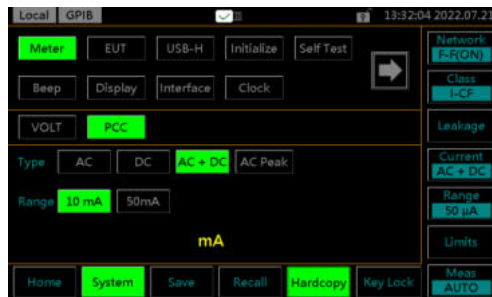 Local GPIB 13:32:04 2022.07.21
Meter EUT USB-H Initialize Self Test
Beep Display Interface Clock
VOLT PCC
Type AC DC AC + DC AC Peak
Range 10 mA 50mA
mA
Network
F-F(ON)
Class
I-CF
Leakage
Current
AC + DC
Range
50 µA
Limits
Meas
AUTO
Home System Save Recall Hardcopy Key Lock